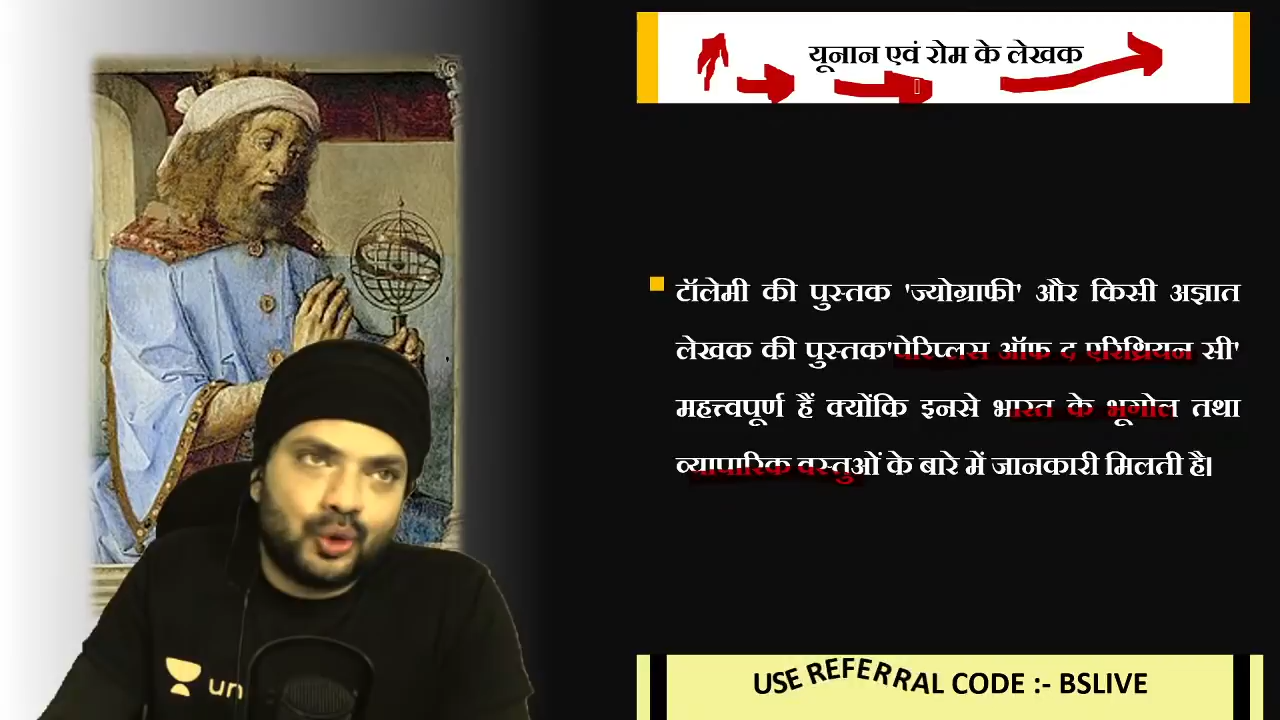 यूनान एवं रोम के लेखक
टॉलेमी की पुस्तक 'ज्योग्राफी' और किसी अज्ञात
लेखक की पुस्तक'पेरिप्लस ऑफ द एरिथ्रियन सी'
महत्त्वपूर्ण हैं क्योंकि इनसे भारत के भूगोल तथा
व्यापारिक वस्तुओं के बारे में जानकारी मिलती है।
un
USE REFERRAL CODE :- BSLIVE